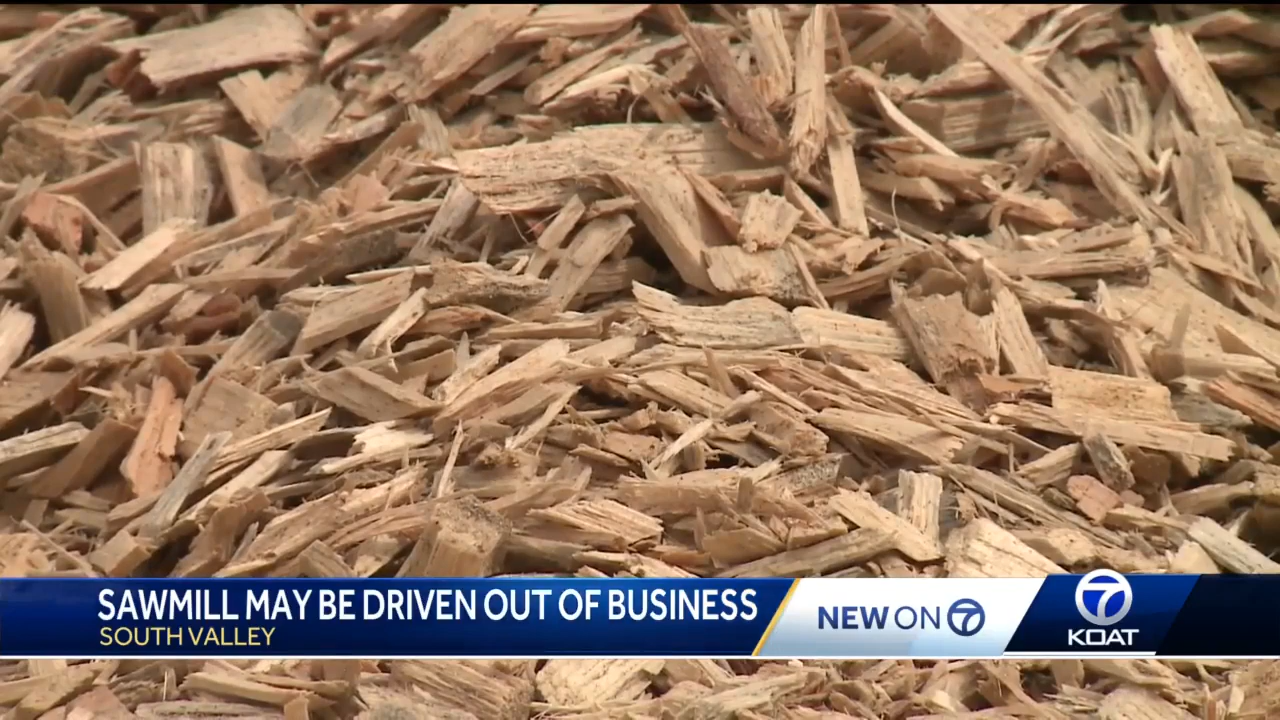 SAWMILL MAY BE DRIVEN OUT OF BUSINESS
SOUTH VALLEY
NEW ON 7
7
KOAT